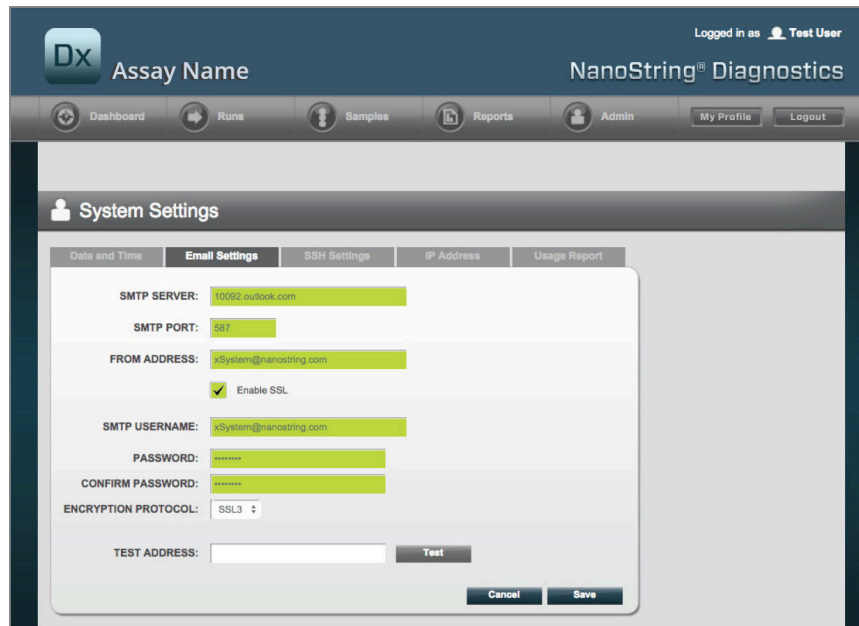 Logged in as Test User
Dx Assay Name
NanoString® Diagnostics
Dashboard Runs Samples Reports Admin My Profile Logout
System Settings
Date and Time Email Settings SSH Settings IP Address Usage Report
SMTP SERVER: 10092.outlook.com
SMTP PORT: 587
FROM ADDRESS: xSystem@nanostring.com
Enable SSL
SMTP USERNAME: xSystem@nanostring.com
PASSWORD: ••••••••
CONFIRM PASSWORD: ••••••••
ENCRYPTION PROTOCOL: SSL3
TEST ADDRESS: Test
Cancel Save